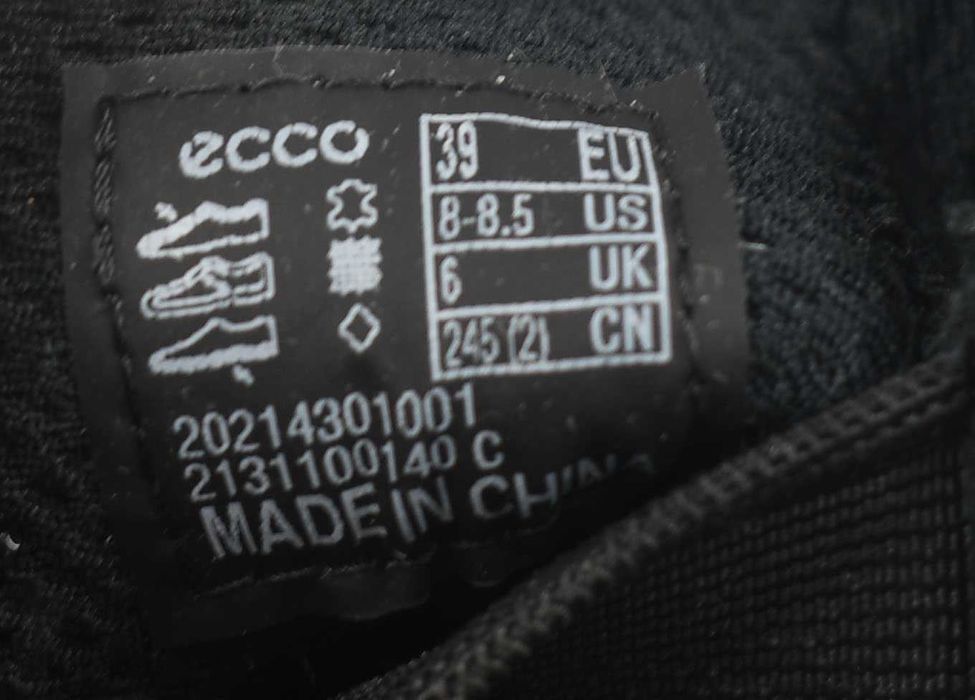 ecco
39 EU
8-8.5 US
6 UK
245 (2) CN
20214301001
2131100140 C
MADE IN CHINA